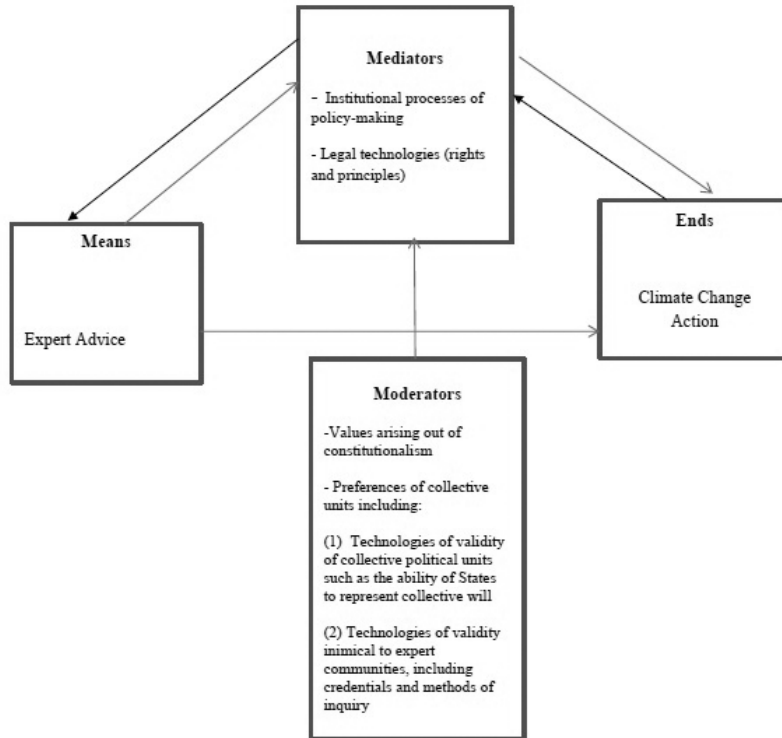 Mediators
- Institutional processes of
policy-making
- Legal technologies (rights
and principles)
Means
Expert Advice
Ends
Climate Change
Action
Moderators
-Values arising out of
constitutionalism
- Preferences of collective
units including:
(1) Technologies of validity
of collective political units
such as the ability of States
to represent collective will
(2) Technologies of validity
inimical to expert
communities, including
credentials and methods of
inquiry